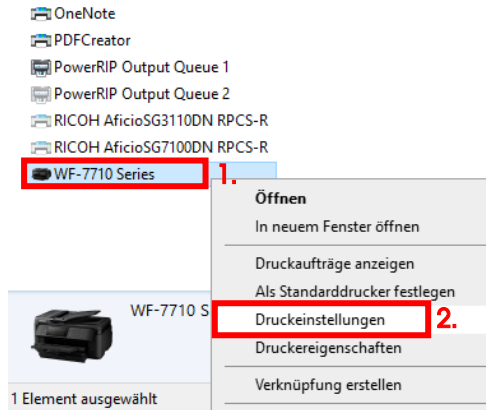 OneNote
PDFCreator
PowerRIP Output Queue 1
PowerRIP Output Queue 2
RICOH AficioSG3110DN RPCS-R
RICOH AficioSG7100DN RPCS-R
WF-7710 Series
1.
Öffnen
In neuem Fenster öffnen
Druckaufträge anzeigen
Als Standarddrucker festlegen
WF-7710 S
Druckeinstellungen
2.
Druckereigenschaften
Verknüpfung erstellen
1 Element ausgewählt